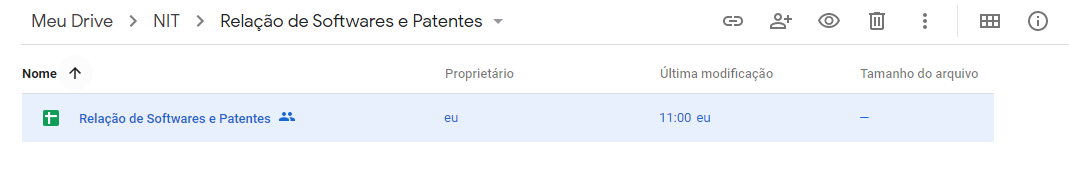 Meu Drive > NIT > Relação de Softwares e Patentes
Nome Proprietário Última modificação Tamanho do arquivo
Relação de Softwares e Patentes eu 11:00 eu —